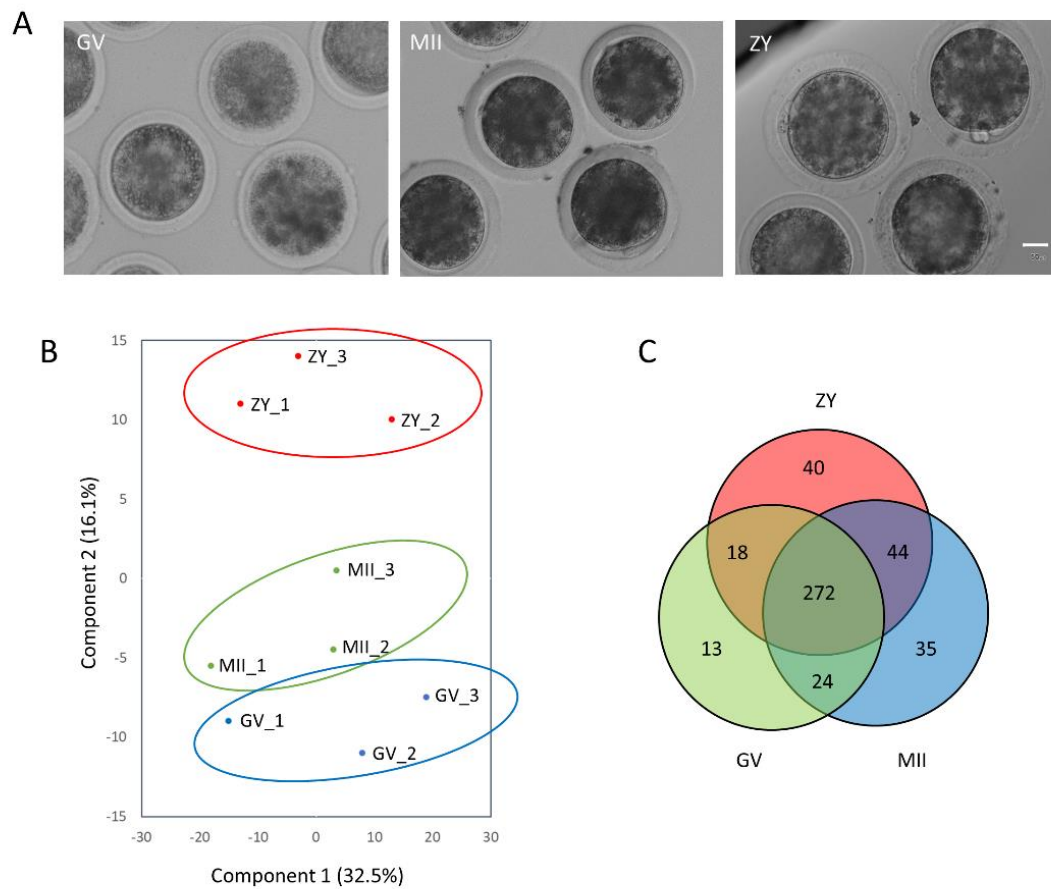 A
GV
MII
ZY
B
15
10
5
0
-5
-10
-15
-30
-20
-10
0
10
20
30
Component 2 (16.1%)
Component 1 (32.5%)
ZY_3
ZY_1
ZY_2
MII_3
MII_2
MII_1
GV_3
GV_1
GV_2
C
ZY
40
18
44
272
13
35
24
GV
MII